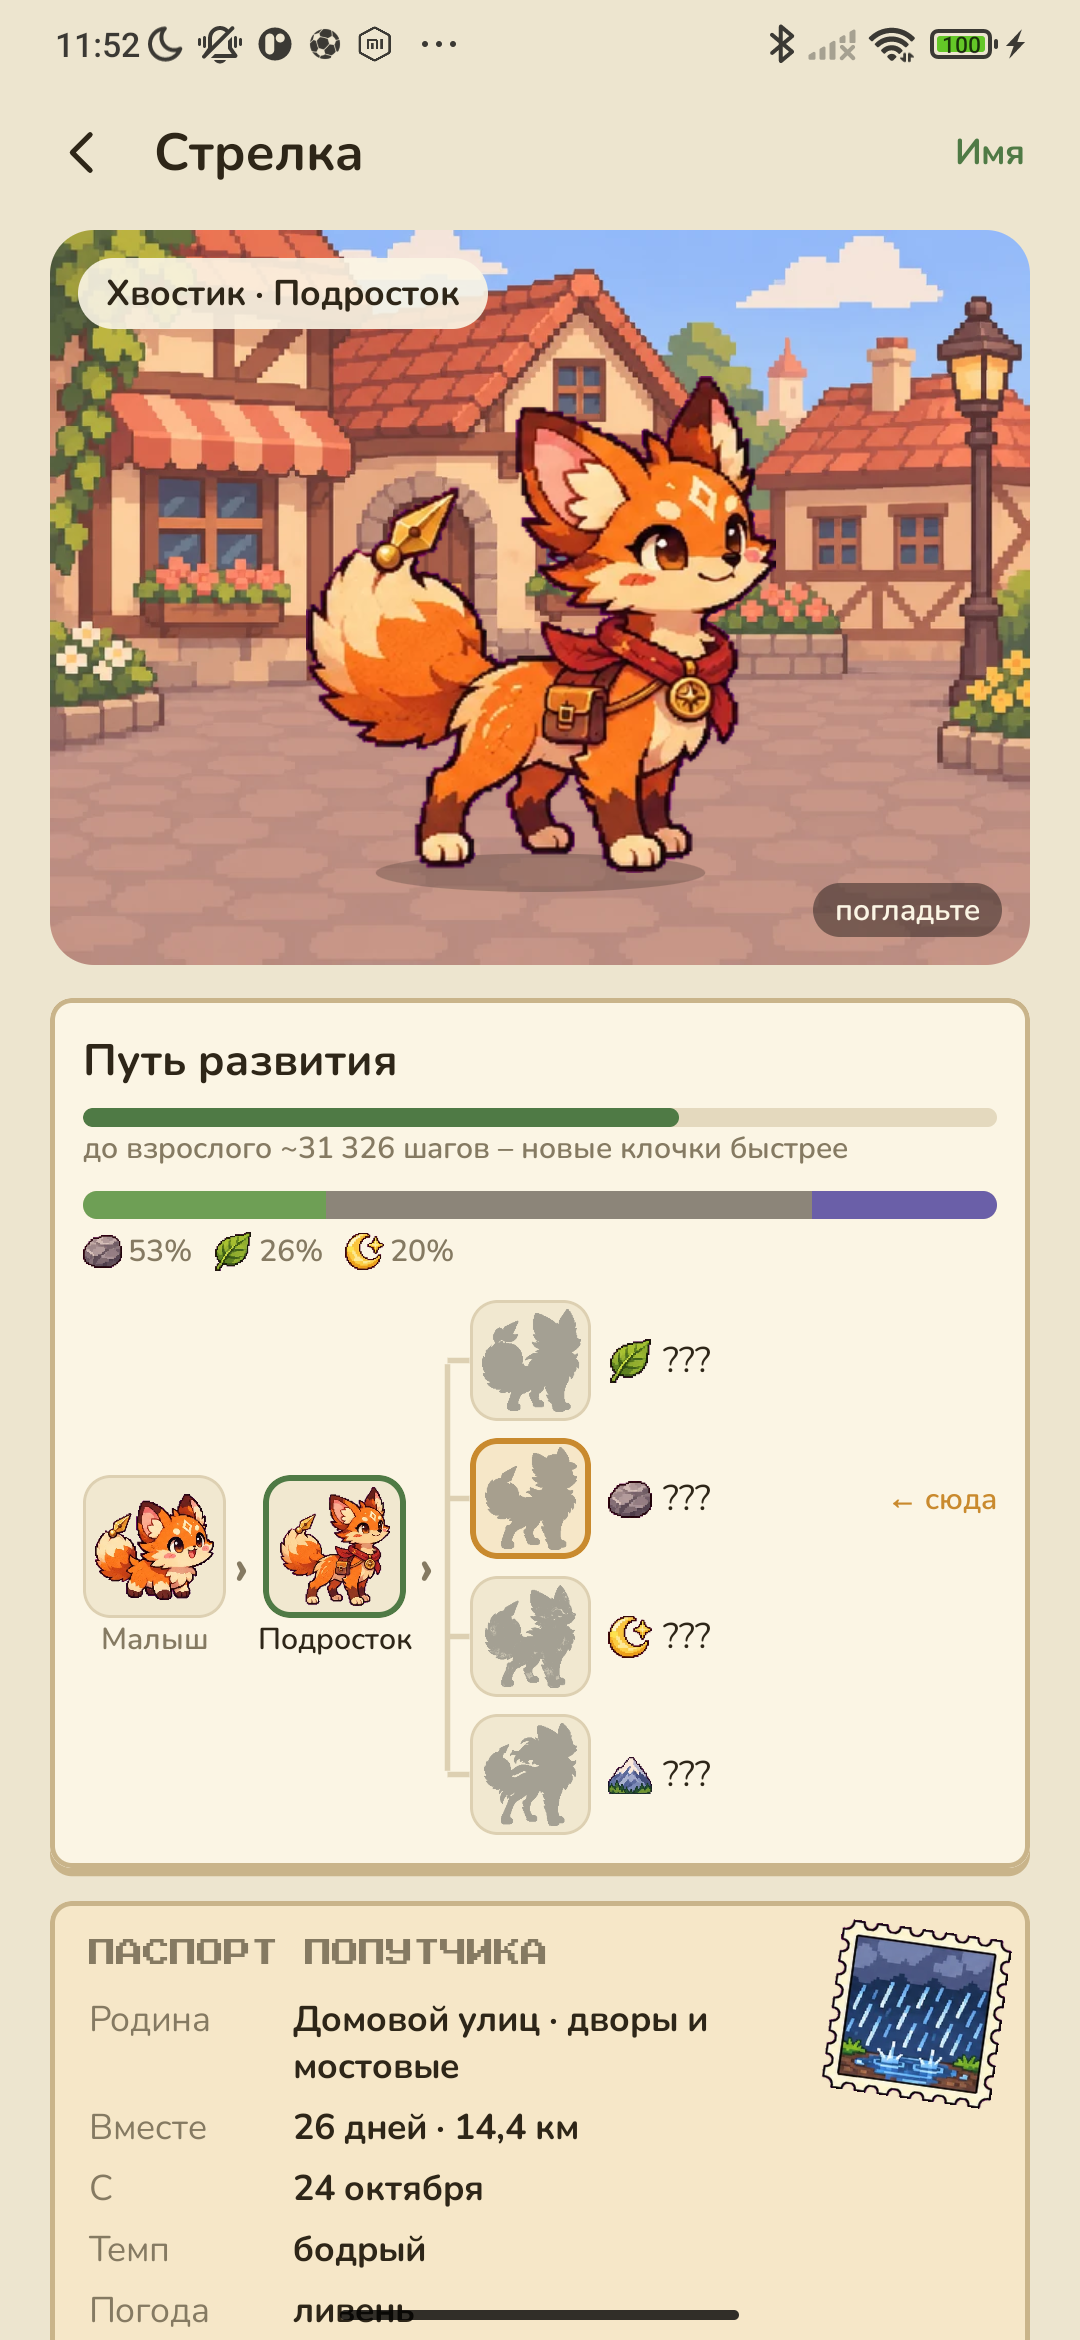 11:52
100
Стрелка
Имя
Хвостик · Подросток
погладьте
Путь развития
до взрослого ~31 326 шагов – новые клочки быстрее
53% 26% 20%
???
??? ← сюда
???
???
Малыш
Подросток
ПАСПОРТ ПОПУТЧИКА
Родина Домовой улиц · дворы и
мостовые
Вместе 26 дней · 14,4 км
С 24 октября
Темп бодрый
Погода ливень